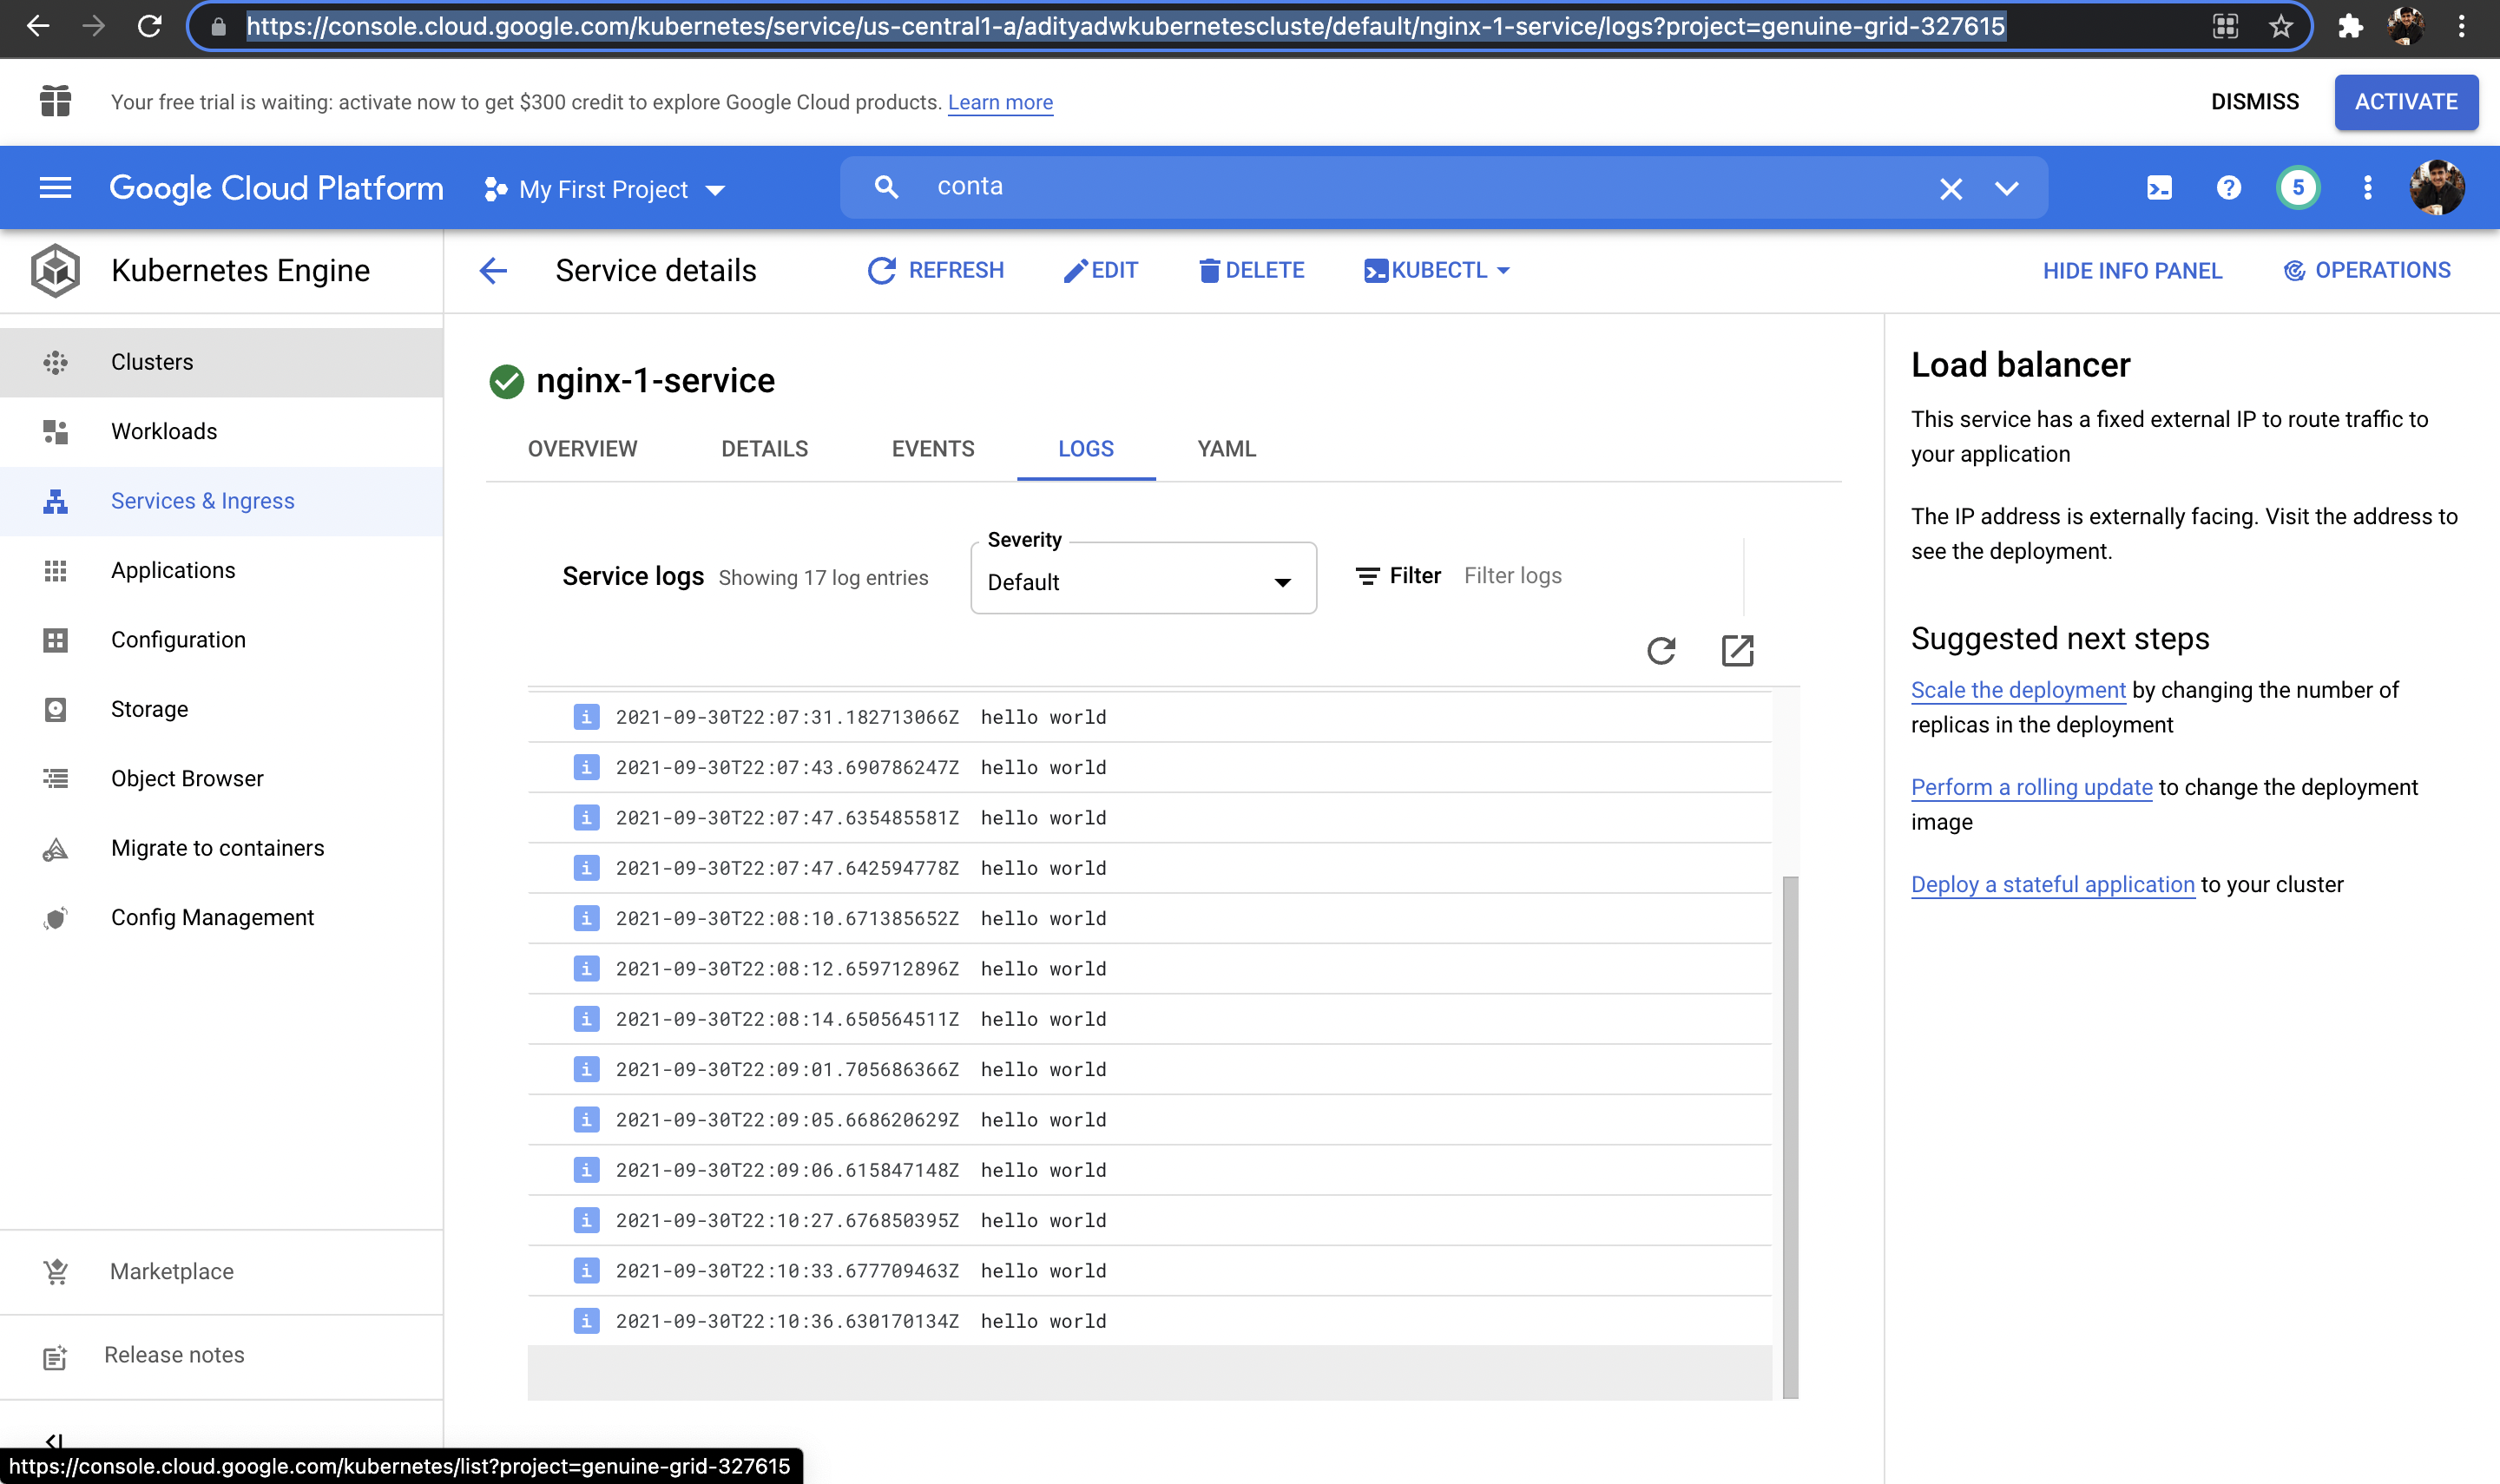 https://console.cloud.google.com/kubernetes/service/us-central1-a/adityadwkubernetescluste/default/nginx-1-service/logs?project=genuine-grid-327615
Your free trial is waiting: activate now to get $300 credit to explore Google Cloud products. Learn more
DISMISS
ACTIVATE
Google Cloud Platform
My First Project
conta
5
Kubernetes Engine
Service details
REFRESH
EDIT
DELETE
KUBECTL
HIDE INFO PANEL
OPERATIONS
Clusters
Workloads
Services & Ingress
Applications
Configuration
Storage
Object Browser
Migrate to containers
Config Management
Marketplace
Release notes
nginx-1-service
OVERVIEW
DETAILS
EVENTS
LOGS
YAML
Service logs
Showing 17 log entries
Severity
Default
Filter
Filter logs
i 2021-09-30T22:07:31.182713066Z hello world
i 2021-09-30T22:07:43.690786247Z hello world
i 2021-09-30T22:07:47.635485581Z hello world
i 2021-09-30T22:07:47.642594778Z hello world
i 2021-09-30T22:08:10.671385652Z hello world
i 2021-09-30T22:08:12.659712896Z hello world
i 2021-09-30T22:08:14.650564511Z hello world
i 2021-09-30T22:09:01.705686366Z hello world
i 2021-09-30T22:09:05.668620629Z hello world
i 2021-09-30T22:09:06.615847148Z hello world
i 2021-09-30T22:10:27.676850395Z hello world
i 2021-09-30T22:10:33.677709463Z hello world
i 2021-09-30T22:10:36.630170134Z hello world
Load balancer
This service has a fixed external IP to route traffic to
your application
The IP address is externally facing. Visit the address to
see the deployment.
Suggested next steps
Scale the deployment by changing the number of
replicas in the deployment
Perform a rolling update to change the deployment
image
Deploy a stateful application to your cluster
https://console.cloud.google.com/kubernetes/list?project=genuine-grid-327615